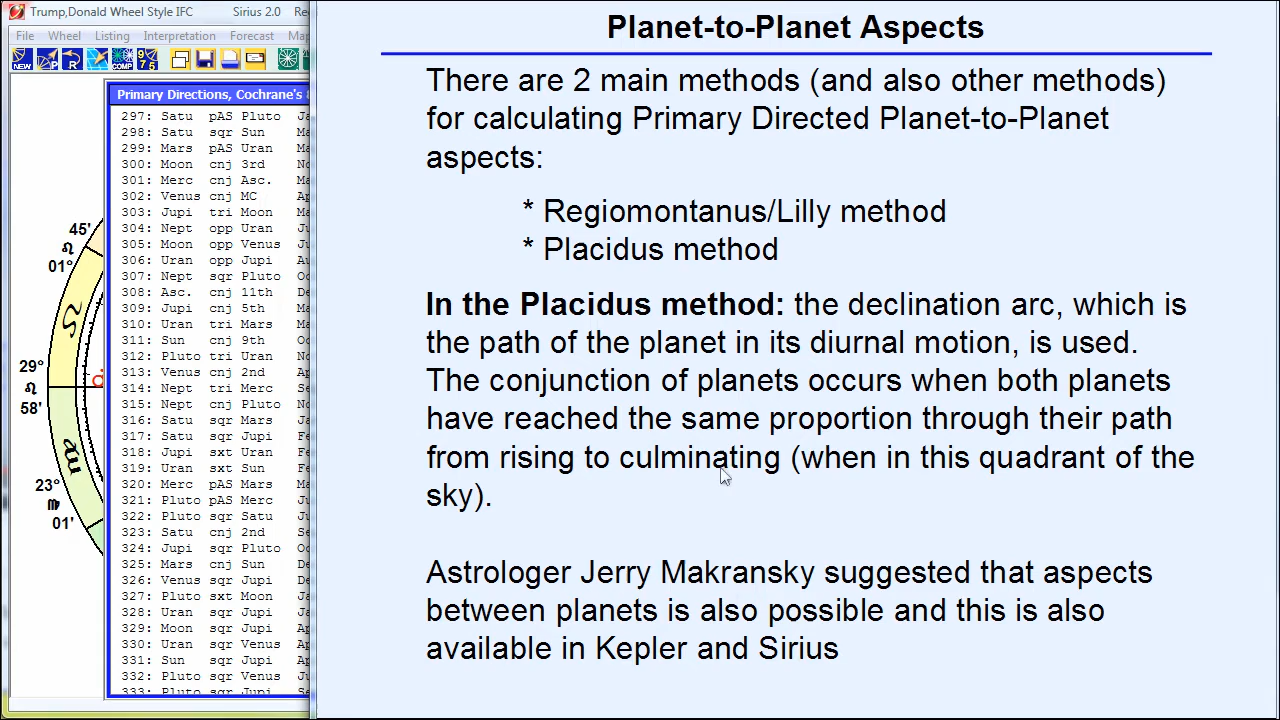 Trump,Donald Wheel Style IFC Sirius 2.0
File Wheel Listing Interpretation Forecast
NEW P R COMP
Primary Directions, Cochrane's
297: Satu pAS Pluto
298: Satu sqr Sun
299: Mars pAS Uran
300: Moon cnj 3rd
301: Merc cnj Asc.
302: Venus cnj MC
303: Jupi tri Moon
304: Nept opp Uran
305: Moon opp Venus
306: Uran opp Jupi
307: Nept sqr Pluto
308: Asc. cnj 11th
309: Jupi cnj 5th
310: Uran tri Mars
311: Sun cnj 9th
312: Pluto tri Uran
313: Venus cnj 2nd
314: Nept tri Merc
315: Nept cnj Pluto
316: Satu sqr Mars
317: Satu sqr Jupi
318: Jupi sxt Uran
319: Uran sxt Sun
320: Merc pAS Mars
321: Pluto pAS Merc
322: Pluto sqr Satu
323: Satu cnj 2nd
324: Jupi sqr Pluto
325: Mars cnj Sun
326: Venus sqr Jupi
327: Pluto sxt Moon
328: Uran sqr Jupi
329: Moon sqr Jupi
330: Uran sqr Venus
331: Sun sqr Jupi
332: Pluto sqr Venus
333: Pluto sqr Jupi
45'
♌
01°
♌
29°
♌
58'
♍
23°
♍
01'
Planet-to-Planet Aspects
There are 2 main methods (and also other methods)
for calculating Primary Directed Planet-to-Planet
aspects:
* Regiomontanus/Lilly method
* Placidus method
In the Placidus method: the declination arc, which is
the path of the planet in its diurnal motion, is used.
The conjunction of planets occurs when both planets
have reached the same proportion through their path
from rising to culminating (when in this quadrant of the
sky).
Astrologer Jerry Makransky suggested that aspects
between planets is also possible and this is also
available in Kepler and Sirius